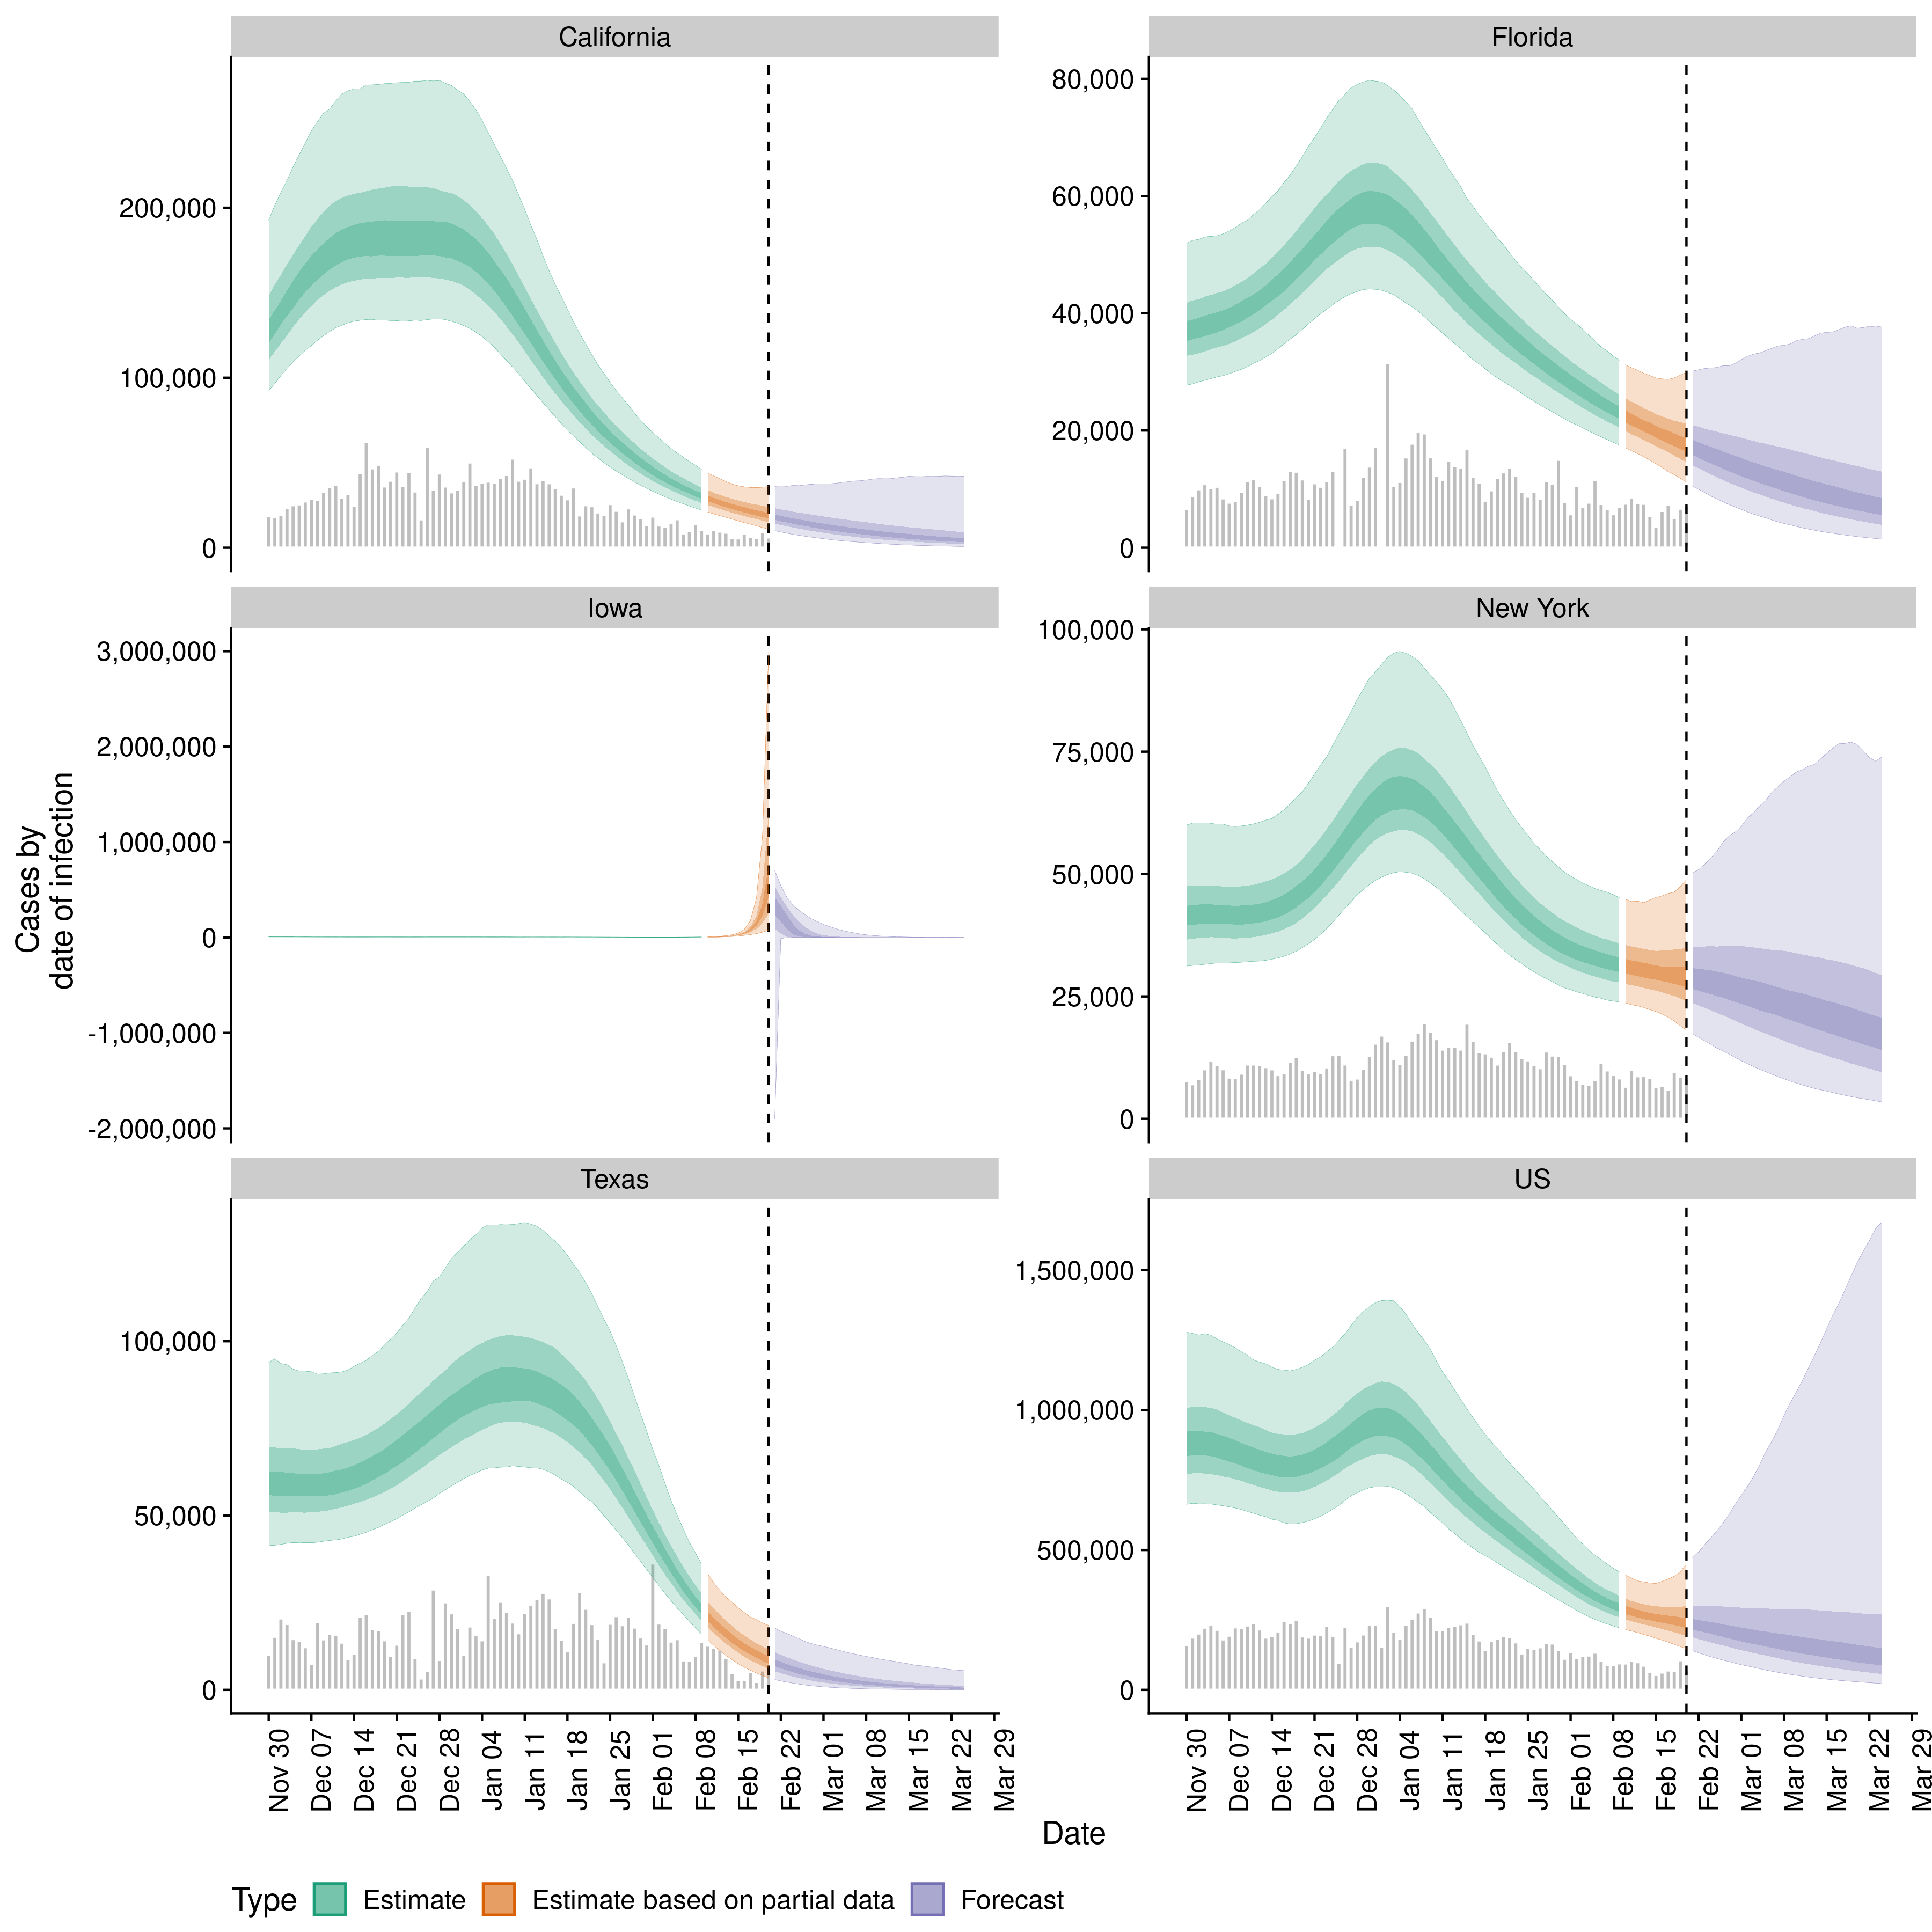 California
Florida
200,000
100,000
0
80,000
60,000
40,000
20,000
0
Iowa
New York
3,000,000
2,000,000
1,000,000
0
-1,000,000
-2,000,000
100,000
75,000
50,000
25,000
0
Cases by
date of infection
Texas
US
100,000
50,000
0
1,500,000
1,000,000
500,000
0
Nov 30
Dec 07
Dec 14
Dec 21
Dec 28
Jan 04
Jan 11
Jan 18
Jan 25
Feb 01
Feb 08
Feb 15
Feb 22
Mar 01
Mar 08
Mar 15
Mar 22
Mar 29
Nov 30
Dec 07
Dec 14
Dec 21
Dec 28
Jan 04
Jan 11
Jan 18
Jan 25
Feb 01
Feb 08
Feb 15
Feb 22
Mar 01
Mar 08
Mar 15
Mar 22
Mar 29
Date
Type Estimate Estimate based on partial data Forecast